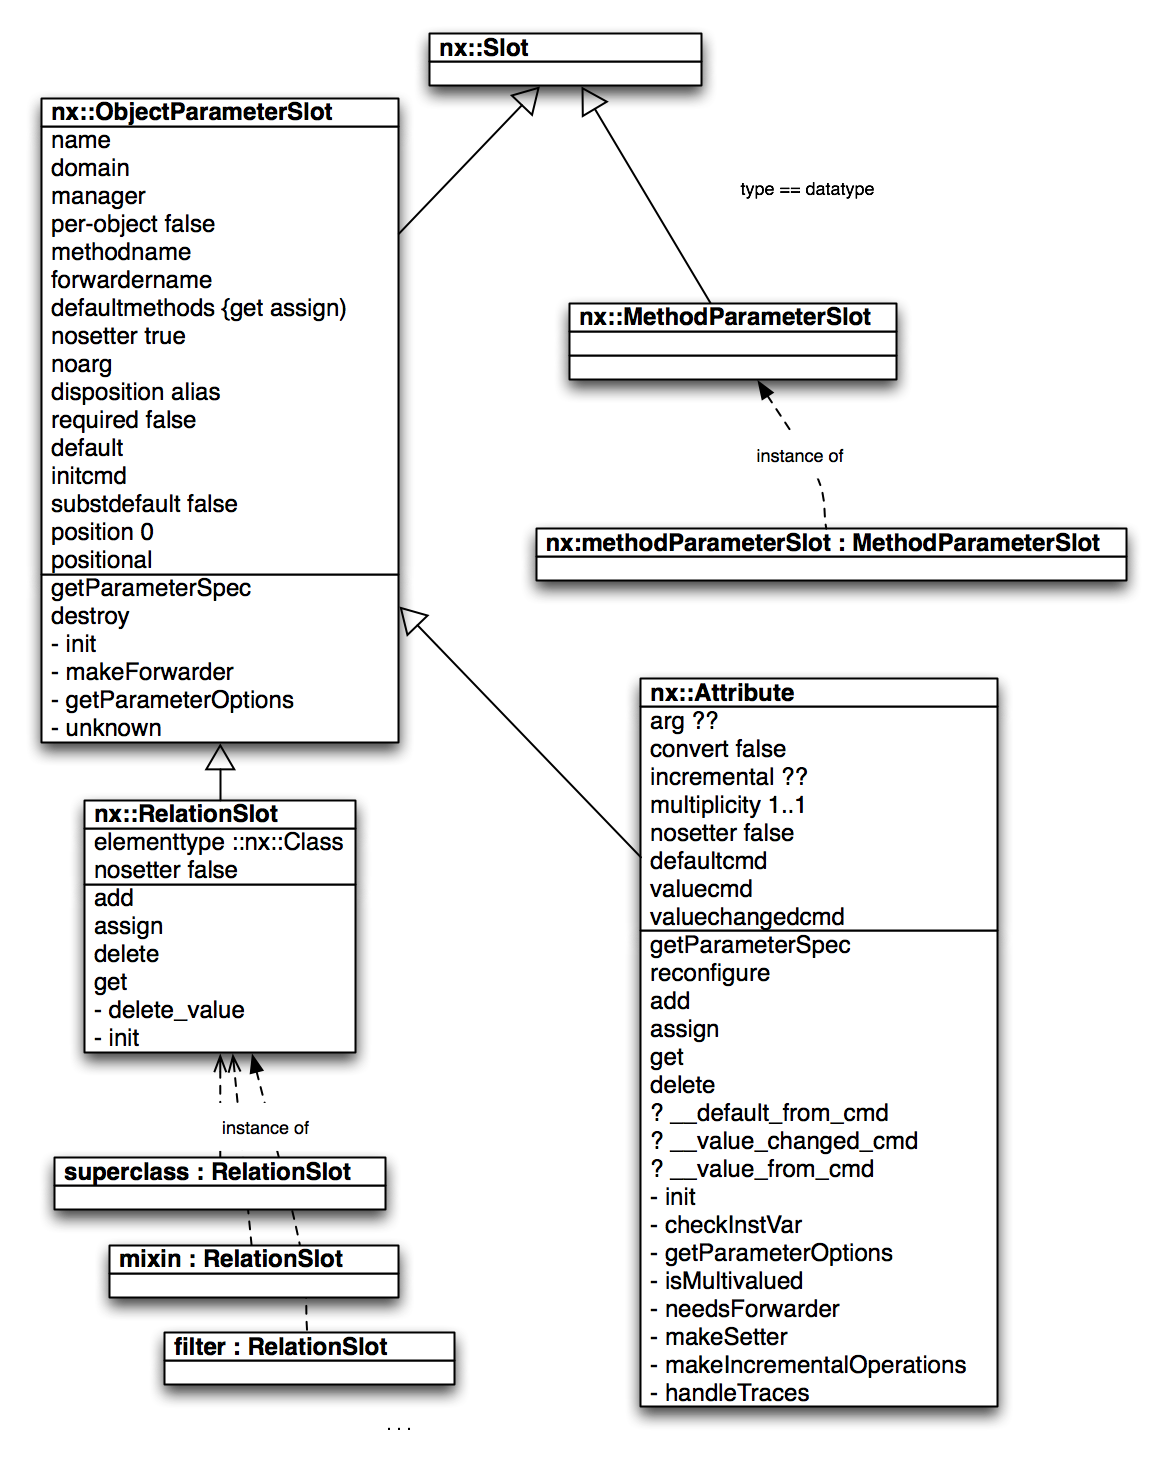 nx::Slot
nx::ObjectParameterSlot
name
domain
manager
per-object false
methodname
forwardername
defaultmethods {get assign)
nosetter true
noarg
disposition alias
required false
default
initcmd
substdefault false
position 0
positional
getParameterSpec
destroy
- init
- makeForwarder
- getParameterOptions
- unknown
type == datatype
nx::MethodParameterSlot
instance of
nx:methodParameterSlot : MethodParameterSlot
nx::RelationSlot
elementtype ::nx::Class
nosetter false
add
assign
delete
get
- delete_value
- init
instance of
superclass : RelationSlot
mixin : RelationSlot
filter : RelationSlot
. . .
nx::Attribute
arg ??
convert false
incremental ??
multiplicity 1..1
nosetter false
defaultcmd
valuecmd
valuechangedcmd
getParameterSpec
reconfigure
add
assign
get
delete
? __default_from_cmd
? __value_changed_cmd
? __value_from_cmd
- init
- checkInstVar
- getParameterOptions
- isMultivalued
- needsForwarder
- makeSetter
- makeIncrementalOperations
- handleTraces